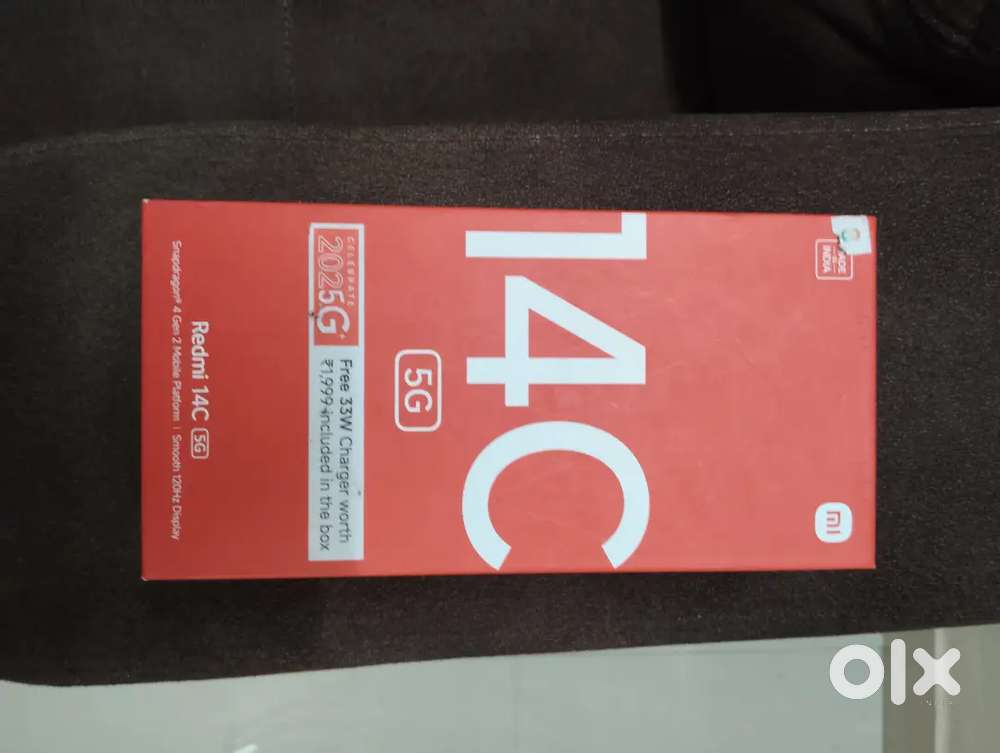 MADE
IN
INDIA
mi
14C
5G
CELEBRATE
2025G+
Free 33W Charger worth
₹1,999 included in the box
Redmi 14C 5G
Snapdragon® 4 Gen 2 Mobile Platform | Smooth 120Hz Display
olx